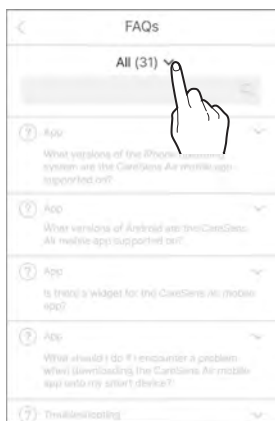 FAQs
All (31)
App
What versions of the iPhone operating
system are the CareSens Air mobile app
supported on?
App
What versions of Android are the CareSens
Air mobile app supported on?
App
Is there a widget for the CareSens Air mobile
app?
App
What should I do if I encounter a problem
when downloading the CareSens Air mobile
app onto my smart device?
Troubleshooting